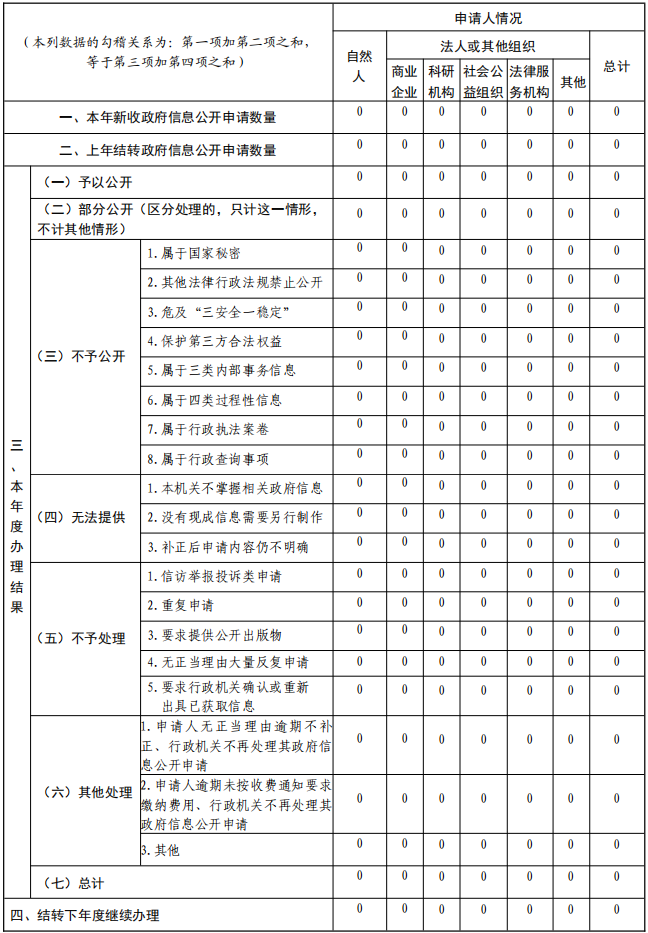 （本列数据的勾稽关系为：第一项加第二项之和，
等于第三项加第四项之和）
申请人情况
自然
人
法人或其他组织
总计
商业
企业
科研
机构
社会公
益组织
法律服
务机构
其他
一、本年新收政府信息公开申请数量 0 0 0 0 0 0 0
二、上年结转政府信息公开申请数量 0 0 0 0 0 0 0
三、本年度办理结果
（一）予以公开 0 0 0 0 0 0 0
（二）部分公开（区分处理的，只计这一情形，
不计其他情形） 0 0 0 0 0 0 0
（三）不予公开
1.属于国家秘密 0 0 0 0 0 0 0
2.其他法律行政法规禁止公开 0 0 0 0 0 0 0
3.危及“三安全一稳定” 0 0 0 0 0 0 0
4.保护第三方合法权益 0 0 0 0 0 0 0
5.属于三类内部事务信息 0 0 0 0 0 0 0
6.属于四类过程性信息 0 0 0 0 0 0 0
7.属于行政执法案卷 0 0 0 0 0 0 0
8.属于行政查询事项 0 0 0 0 0 0 0
（四）无法提供
1.本机关不掌握相关政府信息 0 0 0 0 0 0 0
2.没有现成信息需要另行制作 0 0 0 0 0 0 0
3.补正后申请内容仍不明确 0 0 0 0 0 0 0
（五）不予处理
1.信访举报投诉类申请 0 0 0 0 0 0 0
2.重复申请 0 0 0 0 0 0 0
3.要求提供公开出版物 0 0 0 0 0 0 0
4.无正当理由大量反复申请 0 0 0 0 0 0 0
5.要求行政机关确认或重新
出具已获取信息 0 0 0 0 0 0 0
（六）其他处理
1.申请人无正当理由逾期不补
正、行政机关不再处理其政府信
息公开申请 0 0 0 0 0 0 0
2.申请人逾期未按收费通知要求
缴纳费用、行政机关不再处理其
政府信息公开申请 0 0 0 0 0 0 0
3.其他 0 0 0 0 0 0 0
（七）总计 0 0 0 0 0 0 0
四、结转下年度继续办理 0 0 0 0 0 0 0